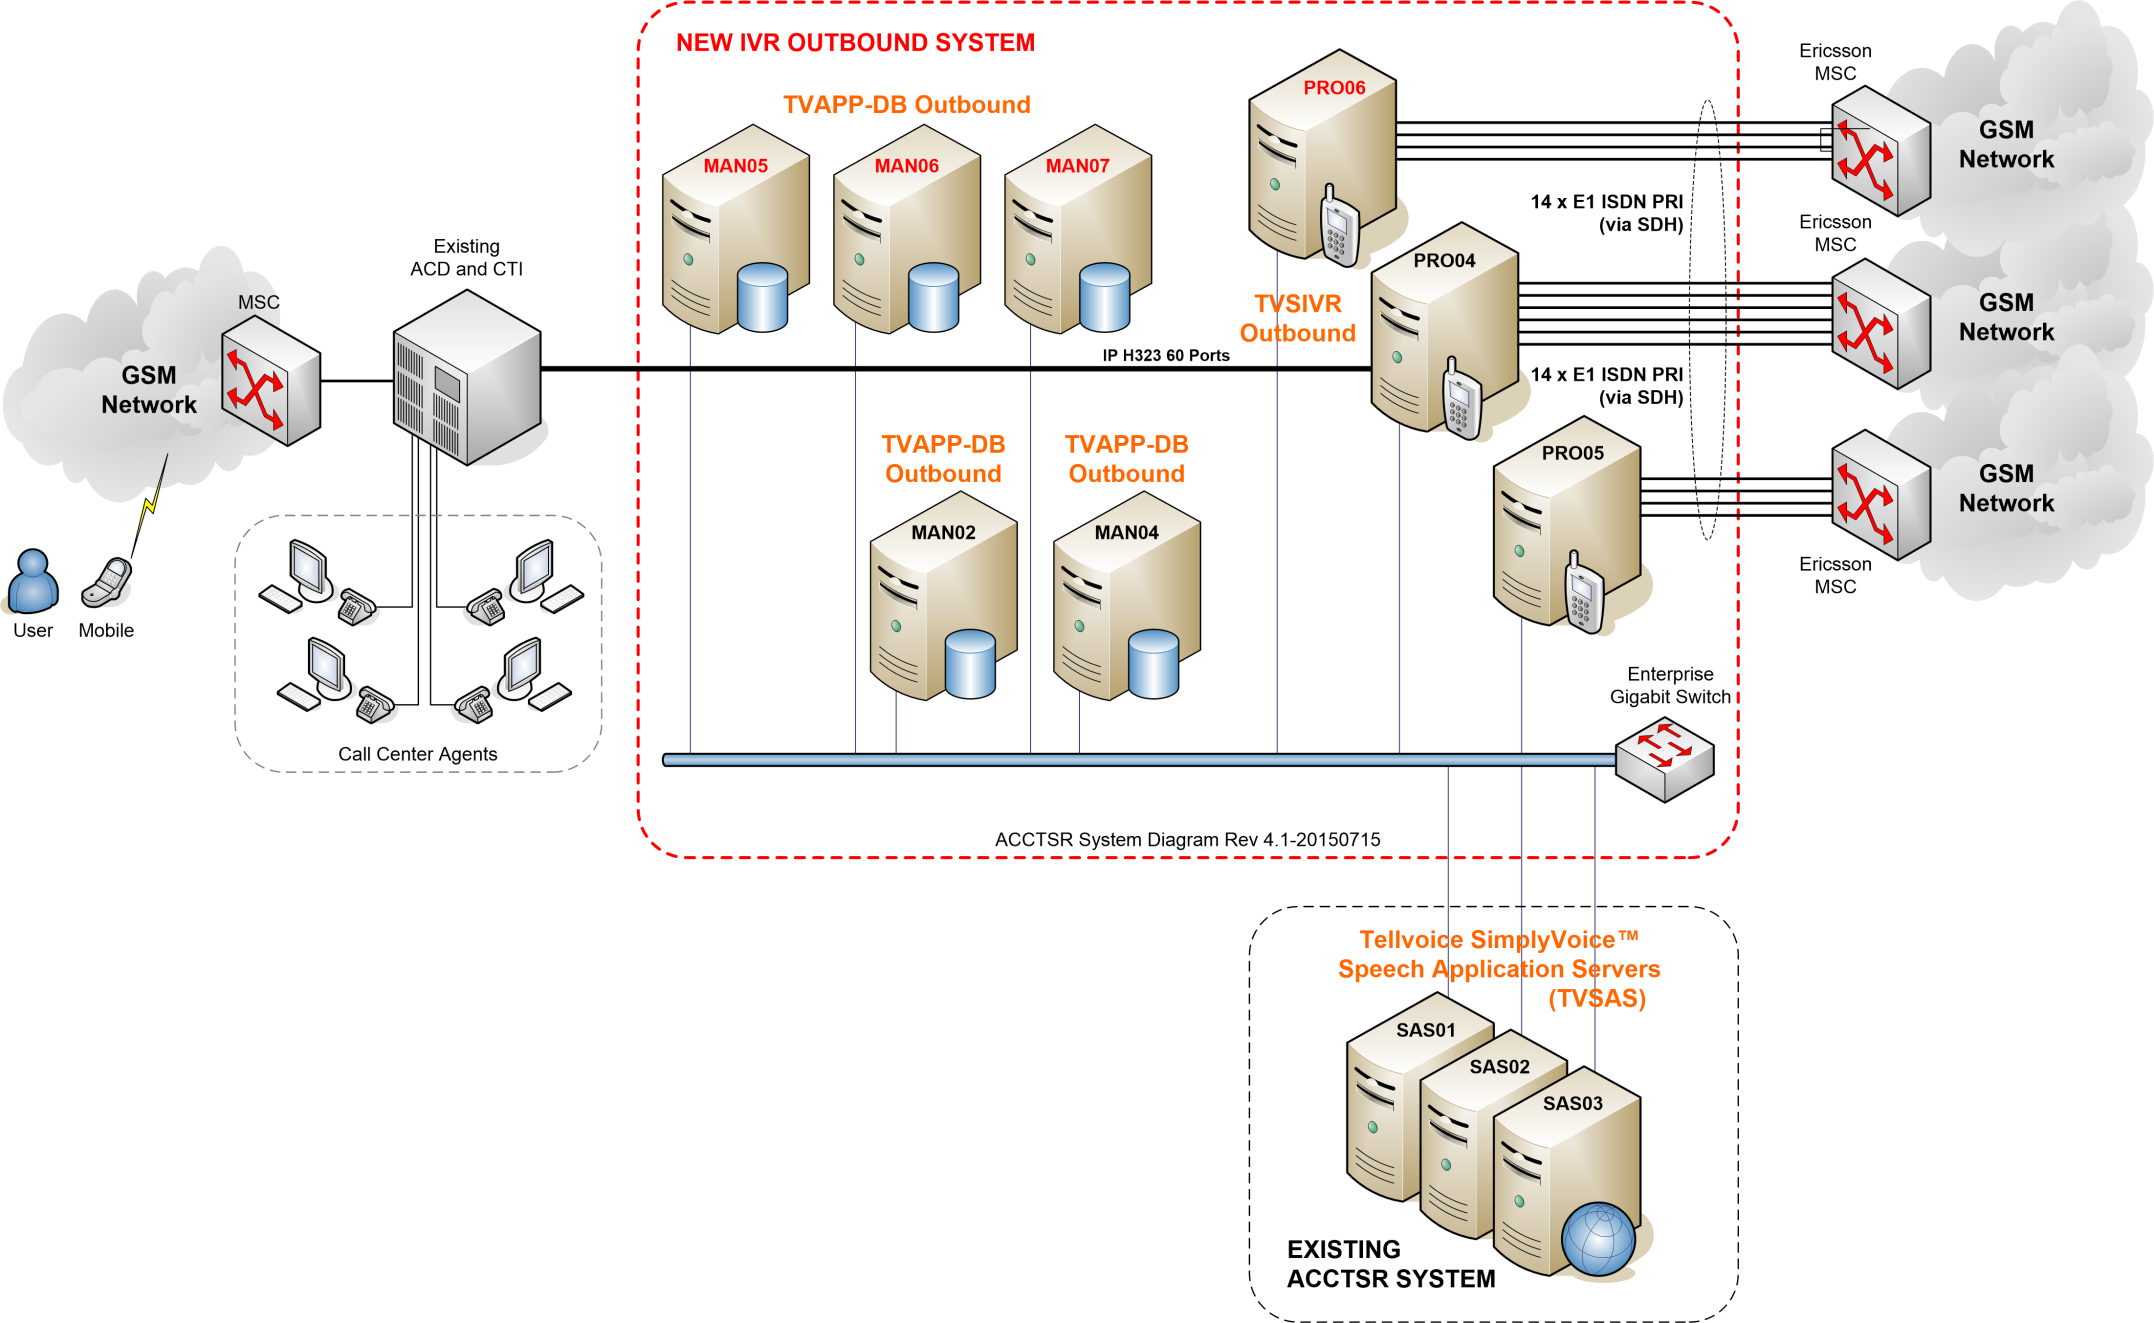 NEW IVR OUTBOUND SYSTEM
TVAPP-DB Outbound
MAN05
MAN06
MAN07
PRO06
Ericsson
MSC
GSM
Network
14 x E1 ISDN PRI
(via SDH)
Ericsson
MSC
PRO04
TVSIVR
Outbound
GSM
Network
Existing
ACD and CTI
MSC
GSM
Network
IP H323 60 Ports
14 x E1 ISDN PRI
(via SDH)
TVAPP-DB
Outbound
TVAPP-DB
Outbound
PRO05
GSM
Network
MAN02
MAN04
Ericsson
MSC
User
Mobile
Call Center Agents
Enterprise
Gigabit Switch
ACCTSR System Diagram Rev 4.1-20150715
Tellvoice SimplyVoice™
Speech Application Servers
(TVSAS)
SAS01
SAS02
SAS03
EXISTING
ACCTSR SYSTEM